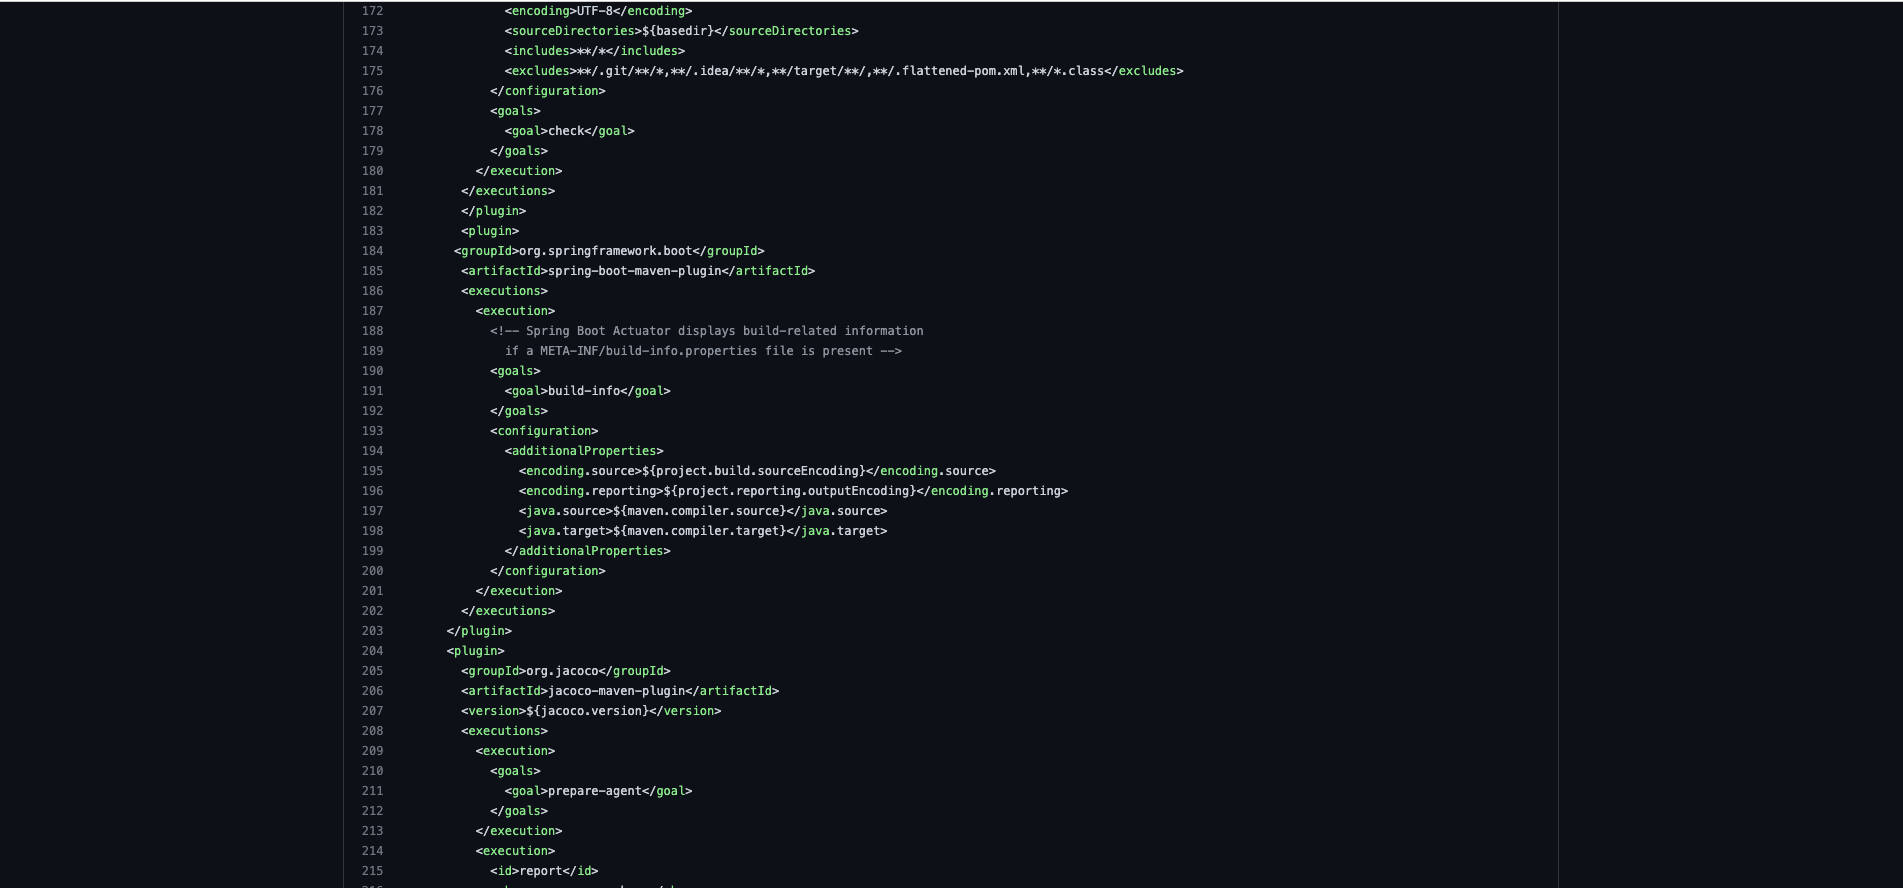 172 <encoding>UTF-8</encoding>
173 <sourceDirectories>${basedir}</sourceDirectories>
174 <includes>**/*</includes>
175 <excludes>**/.git/**/*,**/.idea/**/*,**/target/**/,**/.flattened-pom.xml,**/*.class</excludes>
176 </configuration>
177 <goals>
178 <goal>check</goal>
179 </goals>
180 </execution>
181 </executions>
182 </plugin>
183 <plugin>
184 <groupId>org.springframework.boot</groupId>
185 <artifactId>spring-boot-maven-plugin</artifactId>
186 <executions>
187 <execution>
188 <!-- Spring Boot Actuator displays build-related information
189 if a META-INF/build-info.properties file is present -->
190 <goals>
191 <goal>build-info</goal>
192 </goals>
193 <configuration>
194 <additionalProperties>
195 <encoding.source>${project.build.sourceEncoding}</encoding.source>
196 <encoding.reporting>${project.reporting.outputEncoding}</encoding.reporting>
197 <java.source>${maven.compiler.source}</java.source>
198 <java.target>${maven.compiler.target}</java.target>
199 </additionalProperties>
200 </configuration>
201 </execution>
202 </executions>
203 </plugin>
204 <plugin>
205 <groupId>org.jacoco</groupId>
206 <artifactId>jacoco-maven-plugin</artifactId>
207 <version>${jacoco.version}</version>
208 <executions>
209 <execution>
210 <goals>
211 <goal>prepare-agent</goal>
212 </goals>
213 </execution>
214 <execution>
215 <id>report</id>